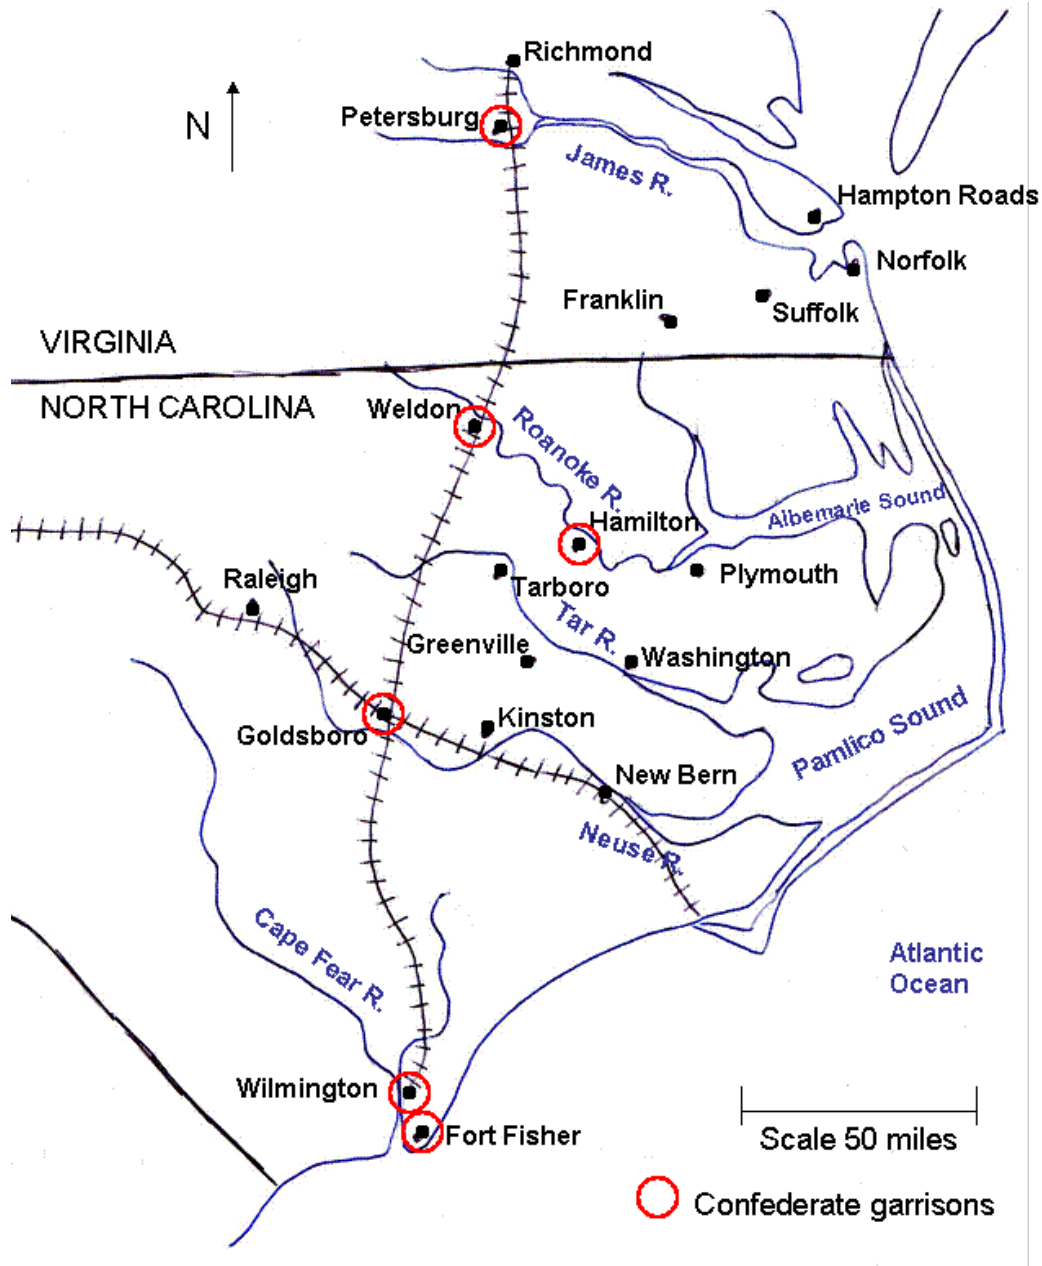 Richmond
Petersburg
N
James R.
Hampton Roads
Norfolk
Franklin
Suffolk
VIRGINIA
NORTH CAROLINA
Weldon
Roanoke R.
Albemarie Sound
Hamilton
Raleigh
Tarboro
Plymouth
Tar R.
Greenville
Washington
Goldsboro
Kinston
Pamlico Sound
New Bern
Neuse R.
Cape Fear R.
Atlantic
Ocean
Wilmington
Fort Fisher
Scale 50 miles
Confederate garrisons